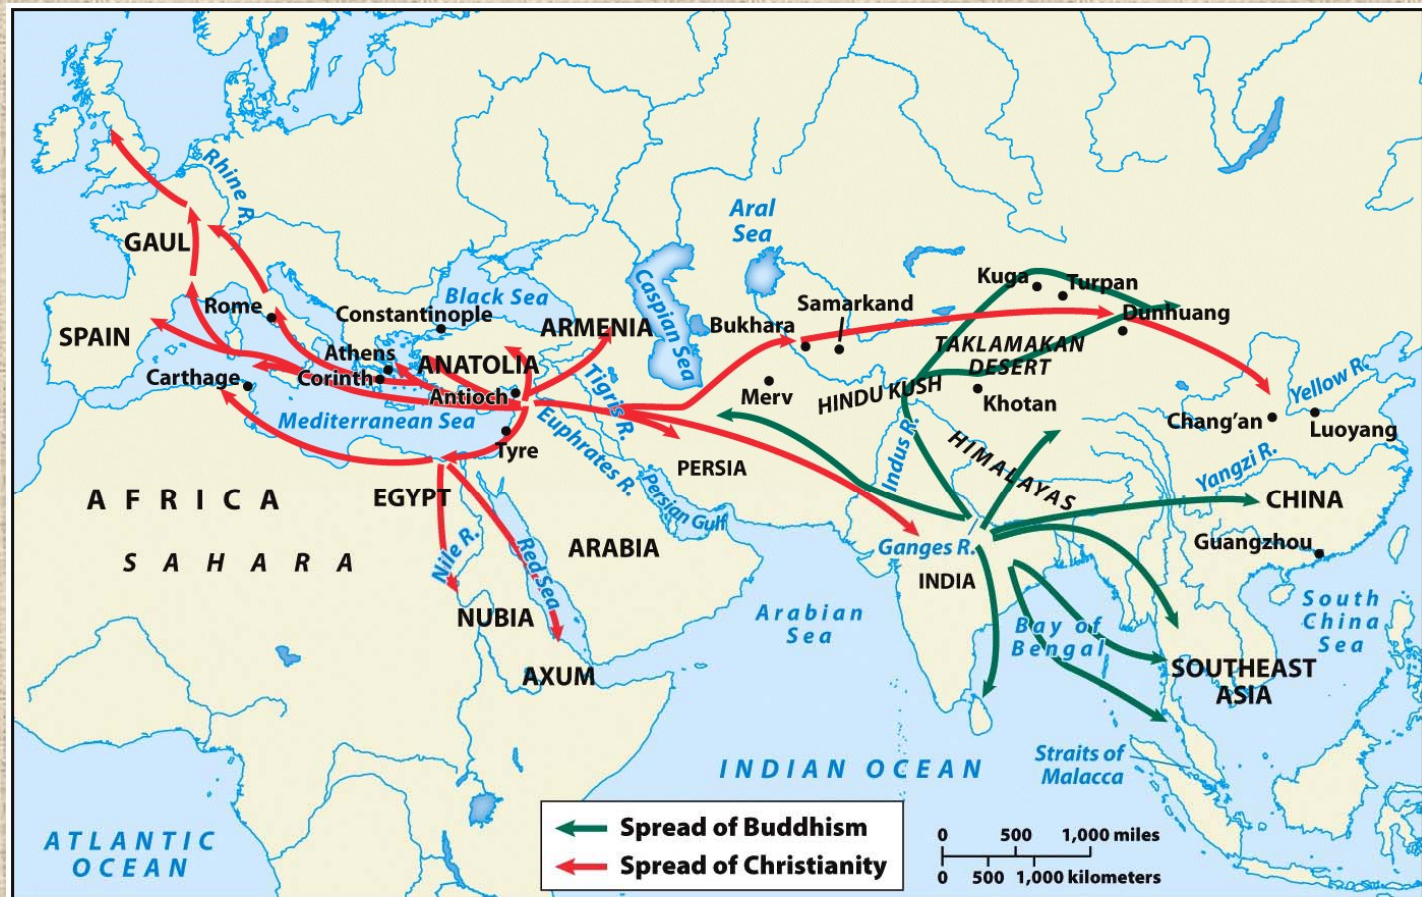 Rhine R.
GAUL
Aral
Sea
Caspian Sea
Kuga
Turpan
Black Sea
Rome
Constantinople
Samarkand
Dunhuang
SPAIN
ARMENIA
Bukhara
Athens
ANATOLIA
TAKLAMAKAN
DESERT
Carthage
Corinth
Antioch
Tigris R.
Merv
HINDU KUSH
Khotan
Yellow R.
Mediterranean Sea
Tyre
Euphrates R.
Chang'an
Luoyang
PERSIA
Indus R.
HIMALAYAS
Yangzi R.
AFRICA
EGYPT
Persian Gulf
CHINA
SAHARA
Nile R.
Red Sea
ARABIA
Ganges R.
Guangzhou
INDIA
NUBIA
Arabian
Sea
Bay of
Bengal
South
China
Sea
AXUM
SOUTHEAST
ASIA
INDIAN OCEAN
Straits of
Malacca
ATLANTIC
OCEAN
Spread of Buddhism
Spread of Christianity
0 500 1,000 miles
0 500 1,000 kilometers